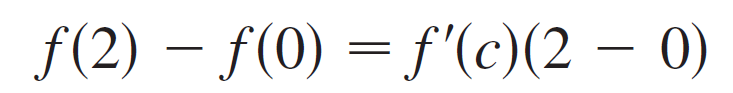 f(2) − f(0) = f'(c)(2 − 0)